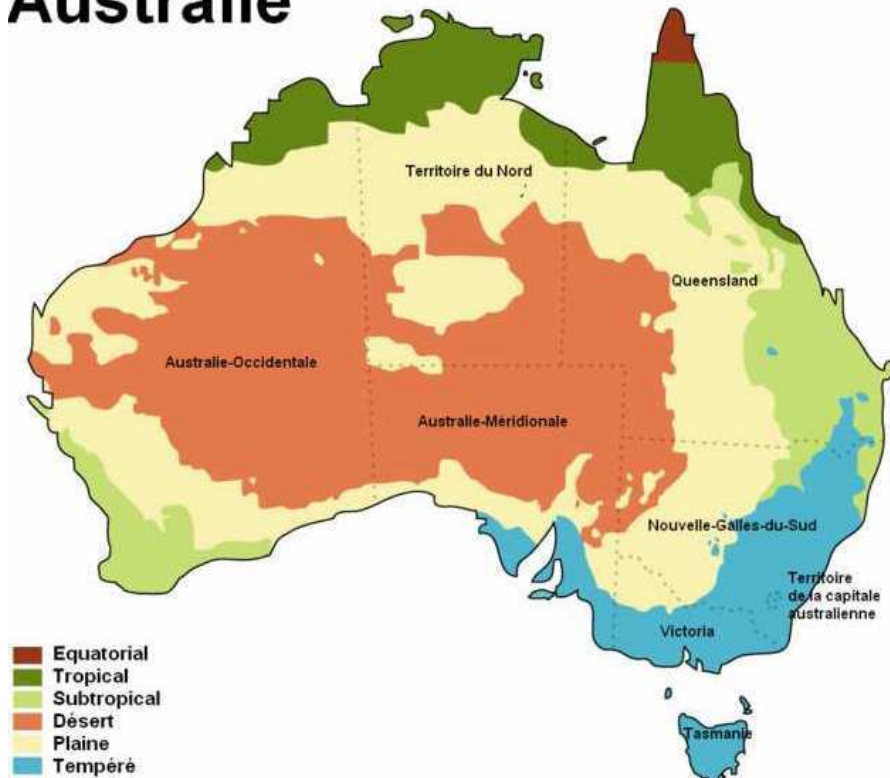 Australie
Territoire du Nord
Queensland
Australie-Occidentale
Australie-Méridionale
Nouvelle-Galles-du-Sud
Territoire
de la capitale
australienne
Victoria
Tasmanie
Equatorial
Tropical
Subtropical
Désert
Plaine
Tempéré